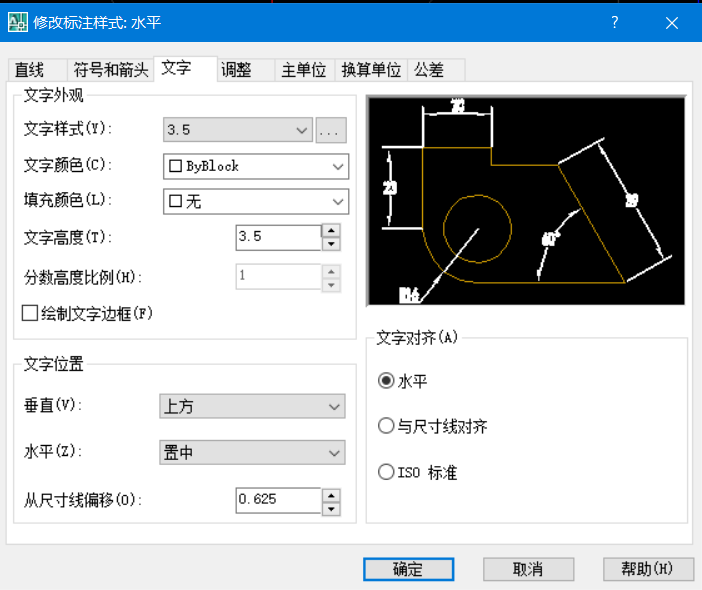 修改标注样式: 水平
直线 符号和箭头 文字 调整 主单位 换算单位 公差
文字外观
文字样式(Y): 3.5 ...
文字颜色(C): ByBlock
填充颜色(L): 无
文字高度(T): 3.5
分数高度比例(H): 1
绘制文字边框(F)
文字位置
垂直(V): 上方
水平(Z): 置中
从尺寸线偏移(O): 0.625
60°
文字对齐(A)
水平
与尺寸线对齐
ISO 标准
确定 取消 帮助(H)